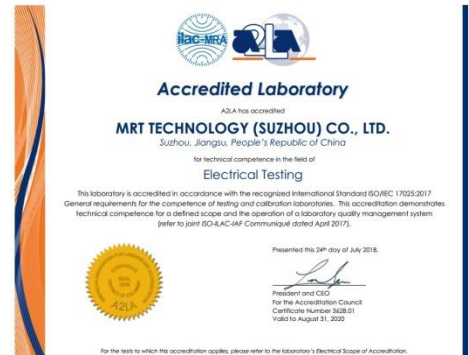 ilac-MRA
A2LA
Accredited Laboratory
A2LA has accredited
MRT TECHNOLOGY (SUZHOU) CO., LTD.
Suzhou, Jiangsu, People's Republic of China
for technical competence in the field of
Electrical Testing
This laboratory is accredited in accordance with the recognized International Standard ISO/IEC 17025:2017
General requirements for the competence of testing and calibration laboratories. This accreditation demonstrates
technical competence for a defined scope and the operation of a laboratory quality management system
(refer to joint ISO-ILAC-IAF Communiqué dated April 2017).
Presented this 24th day of July 2018.
President and CEO
For the Accreditation Council
Certificate Number 3628.01
Valid to August 31, 2020
CORPORATE
SEAL
1978
A2LA
For the tests to which this accreditation applies, please refer to the laboratory's Electrical Scope of Accreditation.